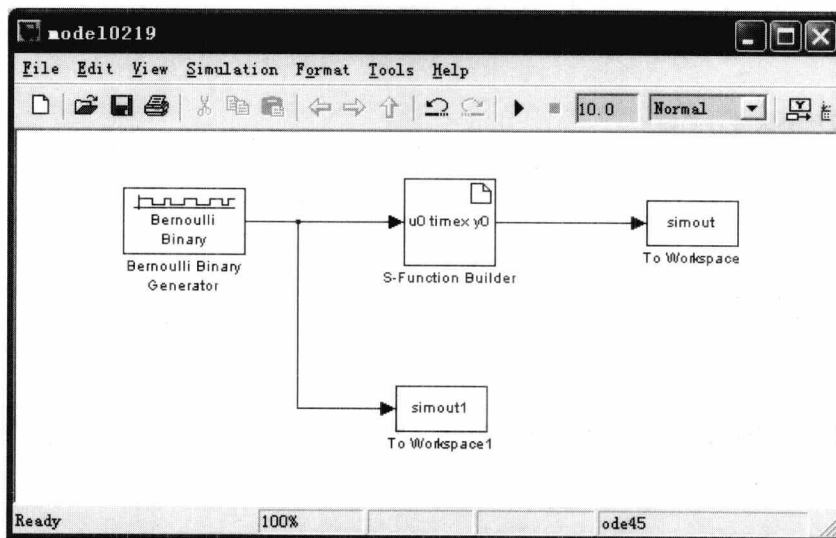 model0219
File Edit View Simulation Format Tools Help
10.0 Normal
Bernoulli
Binary
Bernoulli Binary
Generator
u0 timex y0
S-Function Builder
simout
To Workspace
simout1
To Workspace1
Ready 100% ode45